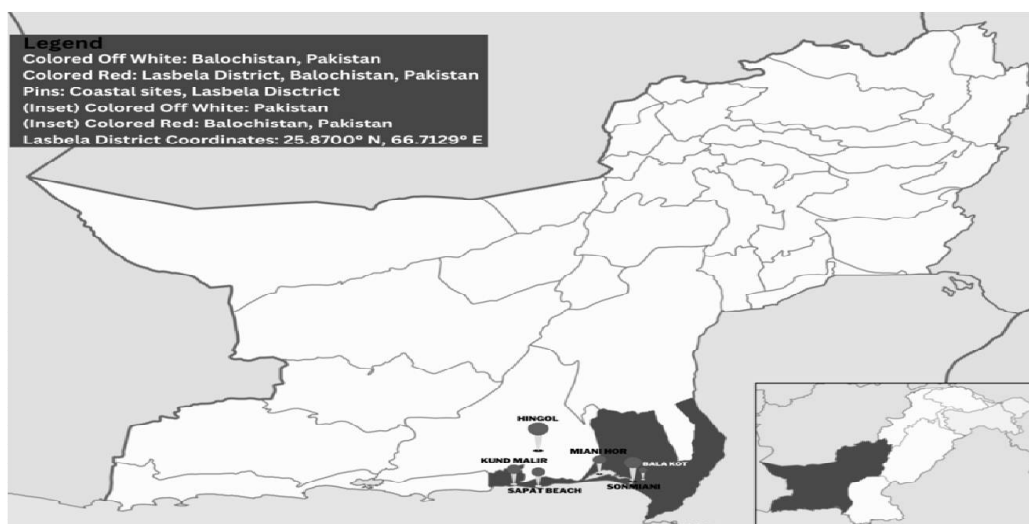 Legend
Colored Off White: Balochistan, Pakistan
Colored Red: Lasbela District, Balochistan, Pakistan
Pins: Coastal sites, Lasbela Disctrict
(Inset) Colored Off White: Pakistan
(Inset) Colored Red: Balochistan, Pakistan
Lasbela District Coordinates: 25.8700° N, 66.7129° E
HINGOL
MIANI HOR
KUND MALIR
BALA KOT
SAPAT BEACH
SONMIANI